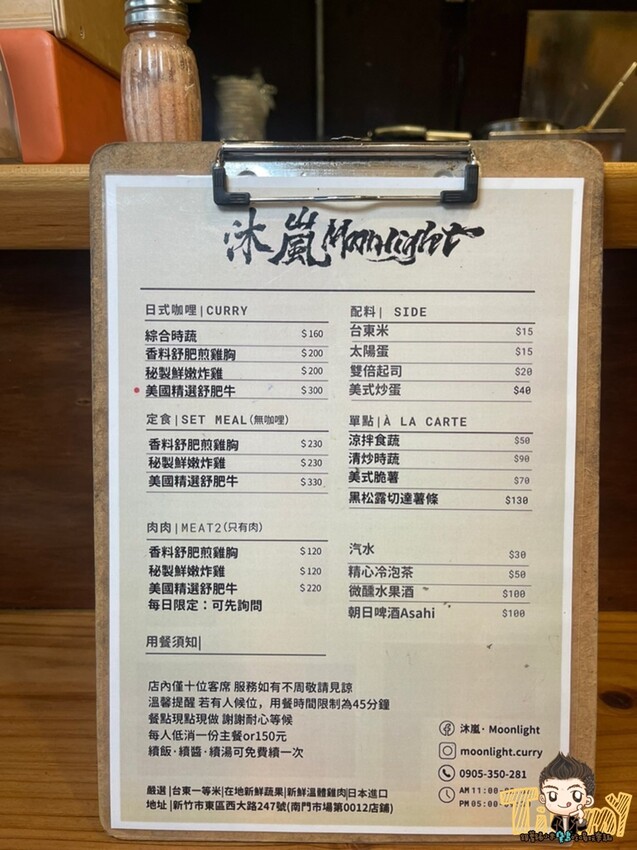 沐嵐 Moonlight
日式咖哩|CURRY
綜合時蔬 $160
香料舒肥煎雞胸 $200
秘製鮮嫩炸雞 $200
美國精選舒肥牛 $300
定食|SET MEAL(無咖哩)
香料舒肥煎雞胸 $230
秘製鮮嫩炸雞 $230
美國精選舒肥牛 $330
肉肉|MEAT2(只有肉)
香料舒肥煎雞胸 $120
秘製鮮嫩炸雞 $120
美國精選舒肥牛 $220
每日限定：可先詢問
配料| SIDE
台東米 $15
太陽蛋 $15
雙倍起司 $20
美式炒蛋 $40
單點|À LA CARTE
涼拌食蔬 $50
清炒時蔬 $90
美式脆薯 $70
黑松露切達薯條 $130
汽水 $30
精心冷泡茶 $50
微醺水果酒 $100
朝日啤酒Asahi $100
用餐須知|
店內僅十位客席 服務如有不周敬請見諒
溫馨提醒 若有人候位，用餐時間限制為45分鐘
餐點現點現做 謝謝耐心等候
每人低消一份主餐or150元
續飯·續醬·續湯可免費續一次
嚴選|台東一等米|在地新鮮蔬果|新鮮溫體雞肉|日本進口
地址|新竹市東區西大路247號(南門市場第0012店鋪)
沐嵐· Moonlight
moonlight.curry
0905-350-281
AM 11:00
PM 05:00